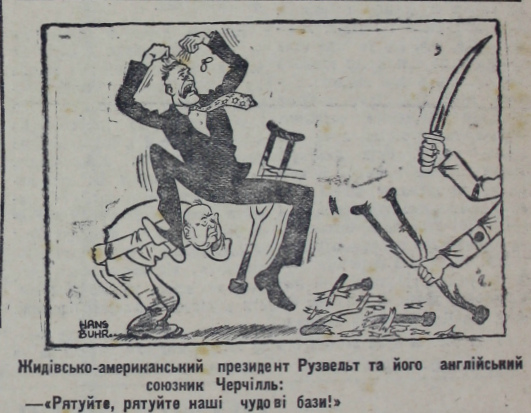 HANS
BUHR...
Жидівсько-американський президент Рузвельт та його англійський
союзник Черчілль:
—«Рятуйте, рятуйте наші чудові бази!»